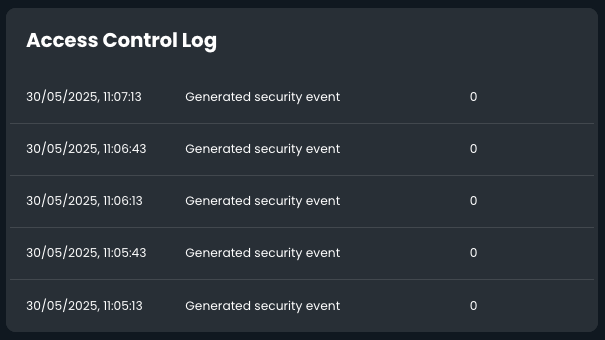 Access Control Log
30/05/2025, 11:07:13 Generated security event 0
30/05/2025, 11:06:43 Generated security event 0
30/05/2025, 11:06:13 Generated security event 0
30/05/2025, 11:05:43 Generated security event 0
30/05/2025, 11:05:13 Generated security event 0